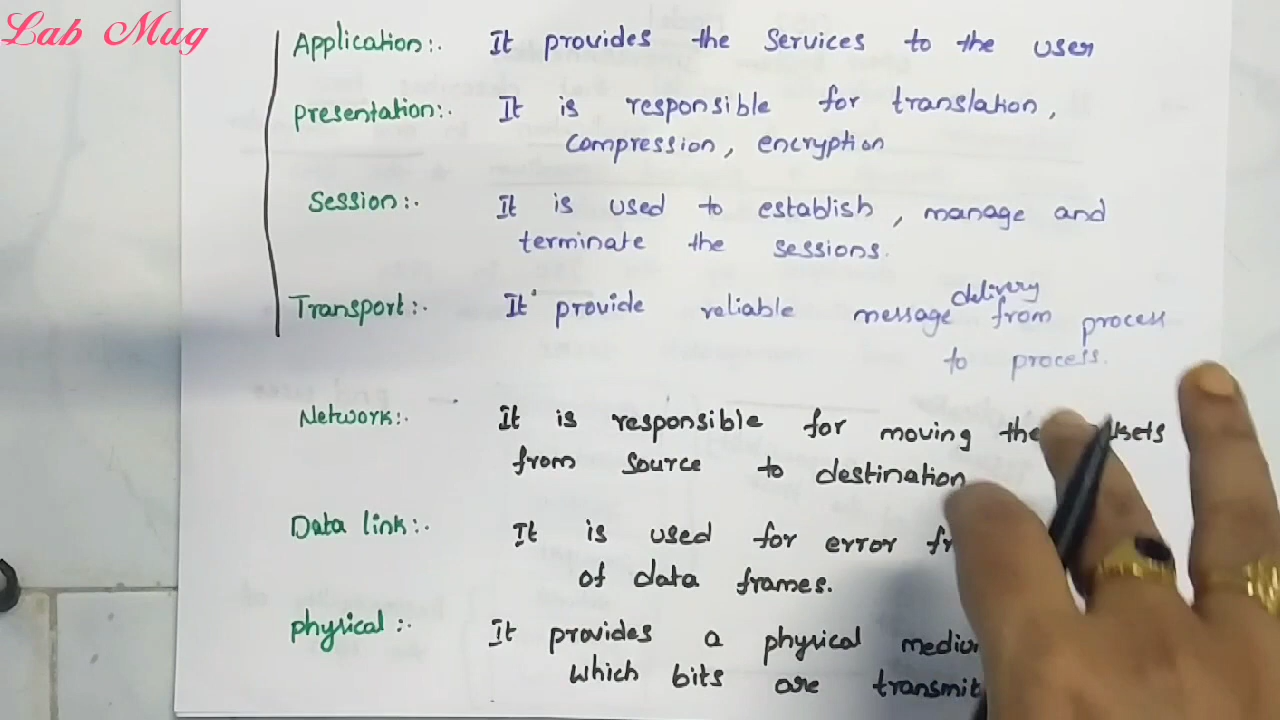 Lab Mug
Application:. It provides the services to the user
Presentation:. It is responsible for translation,
compression, encryption
Session:. It is used to establish, manage and
terminate the sessions.
Transport:. It provide reliable message delivery from process
to process.
Network:. It is responsible for moving the
from source to destination
Data link:. It is used for error
of data frames.
physical:. It provides a physical
which bits are